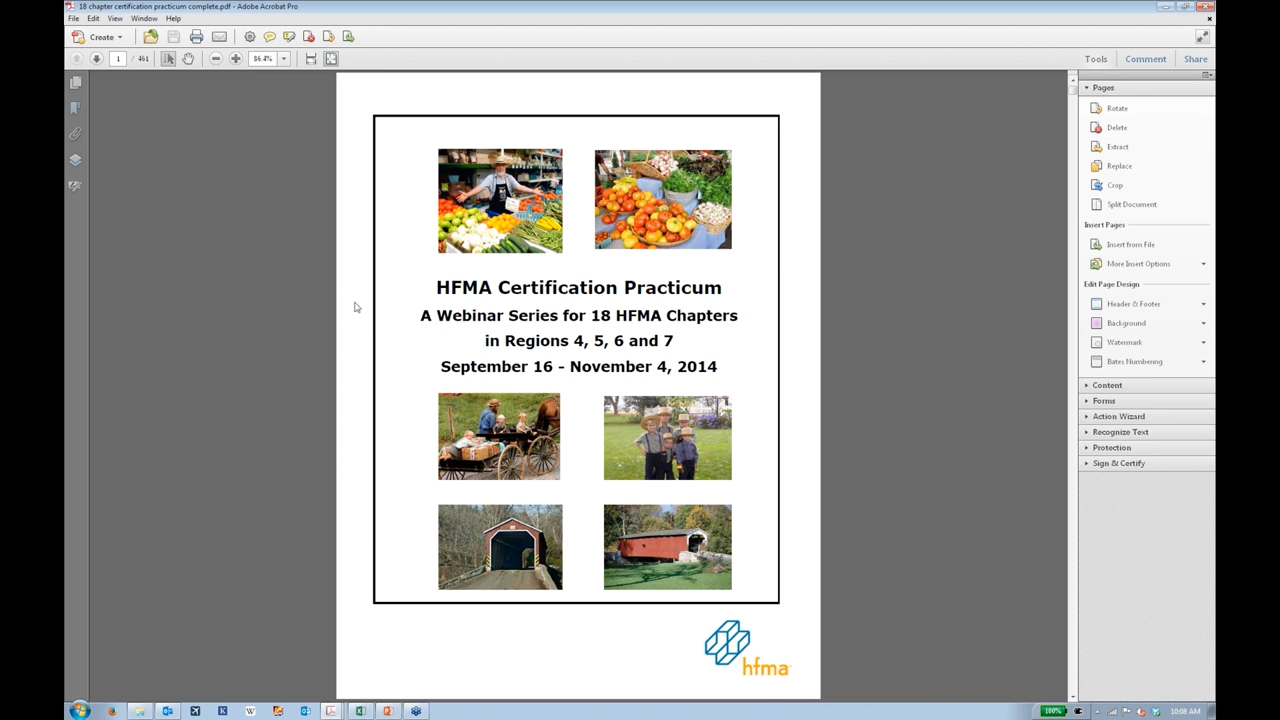 18 chapter certification practicum complete.pdf - Adobe Acrobat Pro
File Edit View Window Help
Create
1 / 461
86.4%
Tools Comment Share
Pages
Rotate
Delete
Extract
Replace
Crop
Split Document
Insert Pages
Insert from File
More Insert Options
Edit Page Design
Header & Footer
Background
Watermark
Bates Numbering
Content
Forms
Action Wizard
Recognize Text
Protection
Sign & Certify
HFMA Certification Practicum
A Webinar Series for 18 HFMA Chapters
in Regions 4, 5, 6 and 7
September 16 - November 4, 2014
hfma
100%
10:08 AM